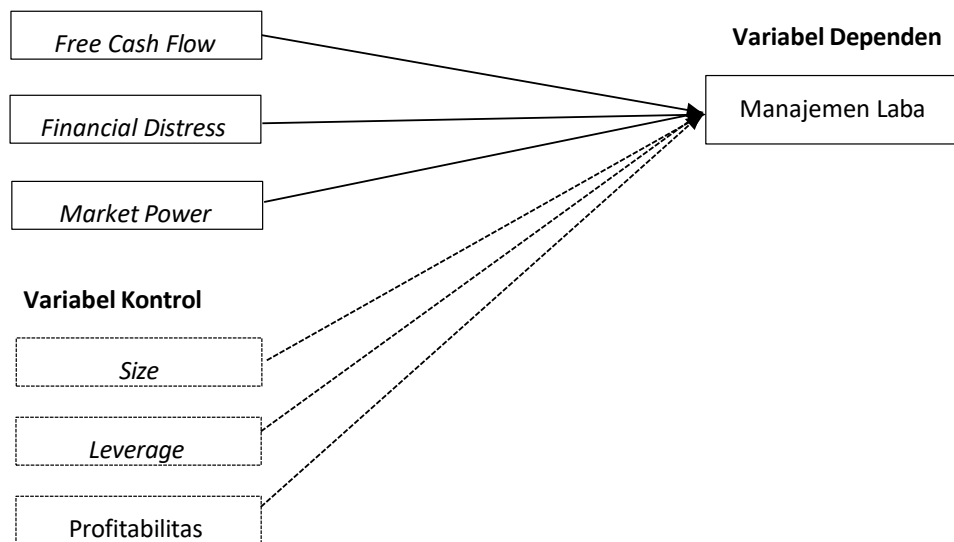 Free Cash Flow
Variabel Dependen
Manajemen Laba
Financial Distress
Market Power
Variabel Kontrol
Size
Leverage
Profitabilitas